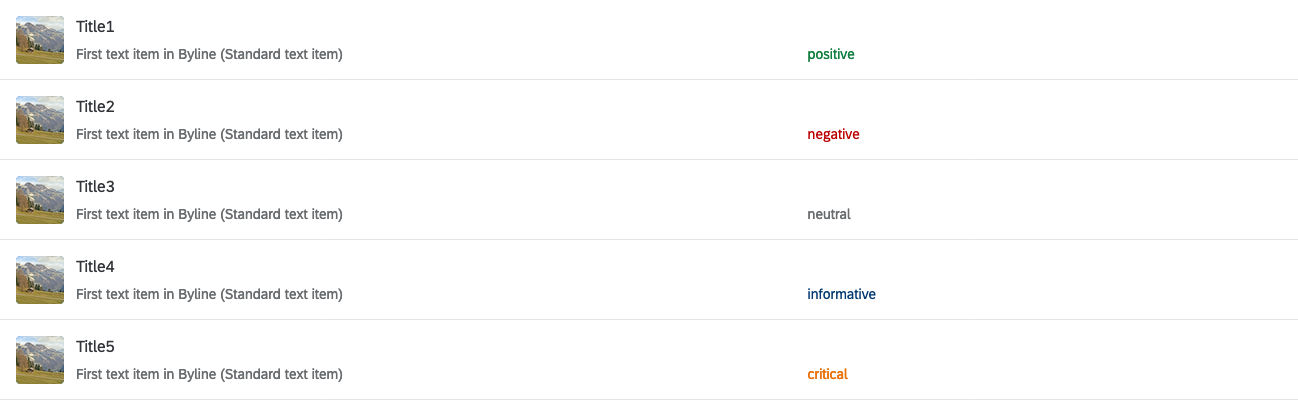 Title1
First text item in Byline (Standard text item) positive
Title2
First text item in Byline (Standard text item) negative
Title3
First text item in Byline (Standard text item) neutral
Title4
First text item in Byline (Standard text item) informative
Title5
First text item in Byline (Standard text item) critical